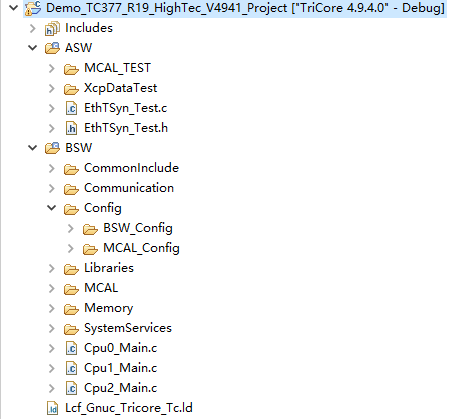 Demo_TC377_R19_HighTec_V4941_Project ["TriCore 4.9.4.0" - Debug]
Includes
ASW
MCAL_TEST
XcpDataTest
EthTSyn_Test.c
EthTSyn_Test.h
BSW
CommonInclude
Communication
Config
BSW_Config
MCAL_Config
Libraries
MCAL
Memory
SystemServices
Cpu0_Main.c
Cpu1_Main.c
Cpu2_Main.c
Lcf_Gnuc_Tricore_Tc.ld